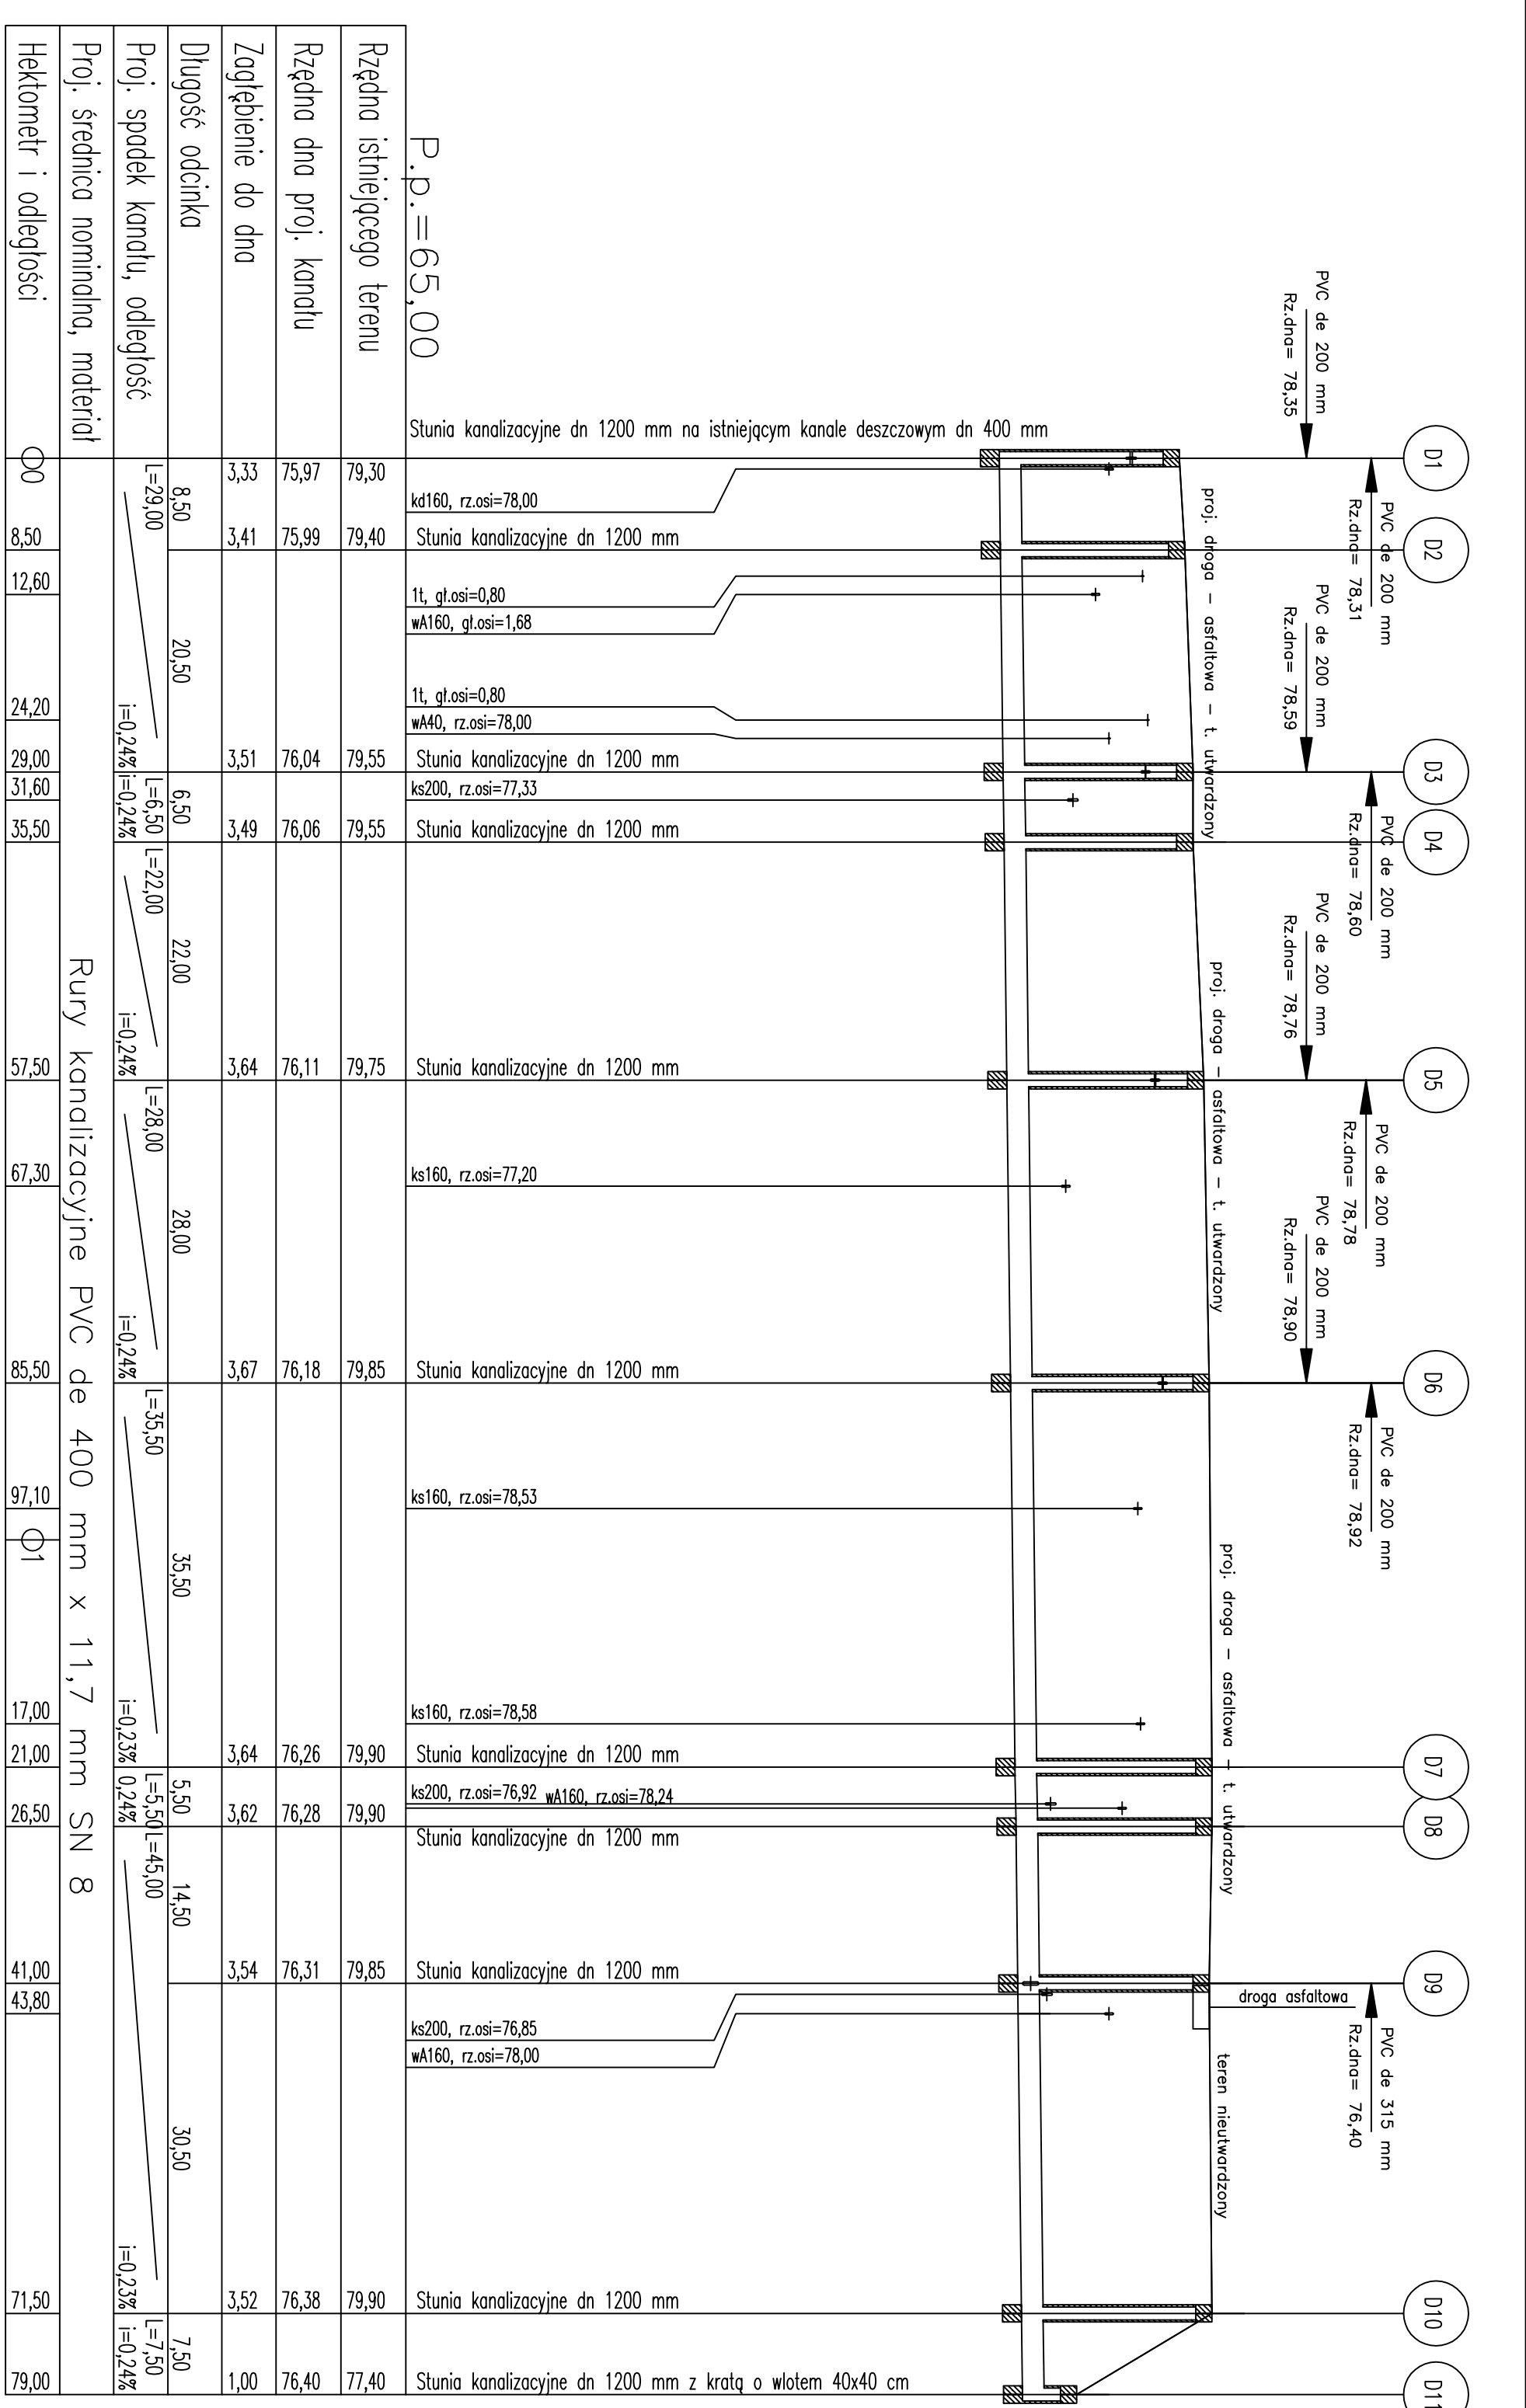 D1
D2
D3
D4
D5
D6
D7
D8
D9
D10
D11
PVC de 200 mm
Rz.dna= 78,35
PVC de 200 mm
Rz.dna= 78,31
PVC de 200 mm
Rz.dna= 78,59
PVC de 200 mm
Rz.dna= 78,60
PVC de 200 mm
Rz.dna= 78,76
PVC de 200 mm
Rz.dna= 78,78
PVC de 200 mm
Rz.dna= 78,90
PVC de 200 mm
Rz.dna= 78,92
PVC de 315 mm
Rz.dna= 76,40
proj. droga – asfaltowa – t. utwardzony
proj. droga – asfaltowa – t. utwardzony
proj. droga – asfaltowa – t. utwardzony
droga asfaltowa
teren nieutwardzony
P.p.=65,00
Stunia kanalizacyjne dn 1200 mm na istniejącym kanale deszczowym dn 400 mm
kd160, rz.osi=78,00
Stunia kanalizacyjne dn 1200 mm
1t, gł.osi=0,80
wA160, gł.osi=1,68
1t, gł.osi=0,80
wA40, rz.osi=78,00
Stunia kanalizacyjne dn 1200 mm
ks200, rz.osi=77,33
Stunia kanalizacyjne dn 1200 mm
Stunia kanalizacyjne dn 1200 mm
ks160, rz.osi=77,20
Stunia kanalizacyjne dn 1200 mm
ks160, rz.osi=78,53
ks160, rz.osi=78,58
Stunia kanalizacyjne dn 1200 mm
ks200, rz.osi=76,92
wA160, rz.osi=78,24
Stunia kanalizacyjne dn 1200 mm
Stunia kanalizacyjne dn 1200 mm
ks200, rz.osi=76,85
wA160, rz.osi=78,00
Stunia kanalizacyjne dn 1200 mm
Stunia kanalizacyjne dn 1200 mm z kratą o wlotem 40x40 cm
Rzędna istniejącego terenu 79,30 79,40 79,55 79,55 79,75 79,85 79,90 79,90 79,85 79,90 77,40
Rzędna dna proj. kanału 75,97 75,99 76,04 76,06 76,11 76,18 76,26 76,28 76,31 76,38 76,40
Zagłębienie do dna 3,33 3,41 3,51 3,49 3,64 3,67 3,64 3,62 3,54 3,52 1,00
Długość odcinka 8,50 20,50 6,50 22,00 28,00 35,50 5,50 14,50 30,50 7,50
Proj. spadek kanału, odległość L=29,00 i=0,24% L=6,50 i=0,24% L=22,00 i=0,24% L=28,00 i=0,24% L=35,50 i=0,23% L=5,50 0,24% L=45,00 i=0,23% L=7,50 i=0,24%
Proj. średnica nominalna, materiał Rury kanalizacyjne PVC de 400 mm x 11,7 mm SN 8
Hektometr i odległości 0 0 8,50 12,60 24,20 29,00 31,60 35,50 57,50 67,30 85,50 97,10 0 1 17,00 21,00 26,50 41,00 43,80 71,50 79,00